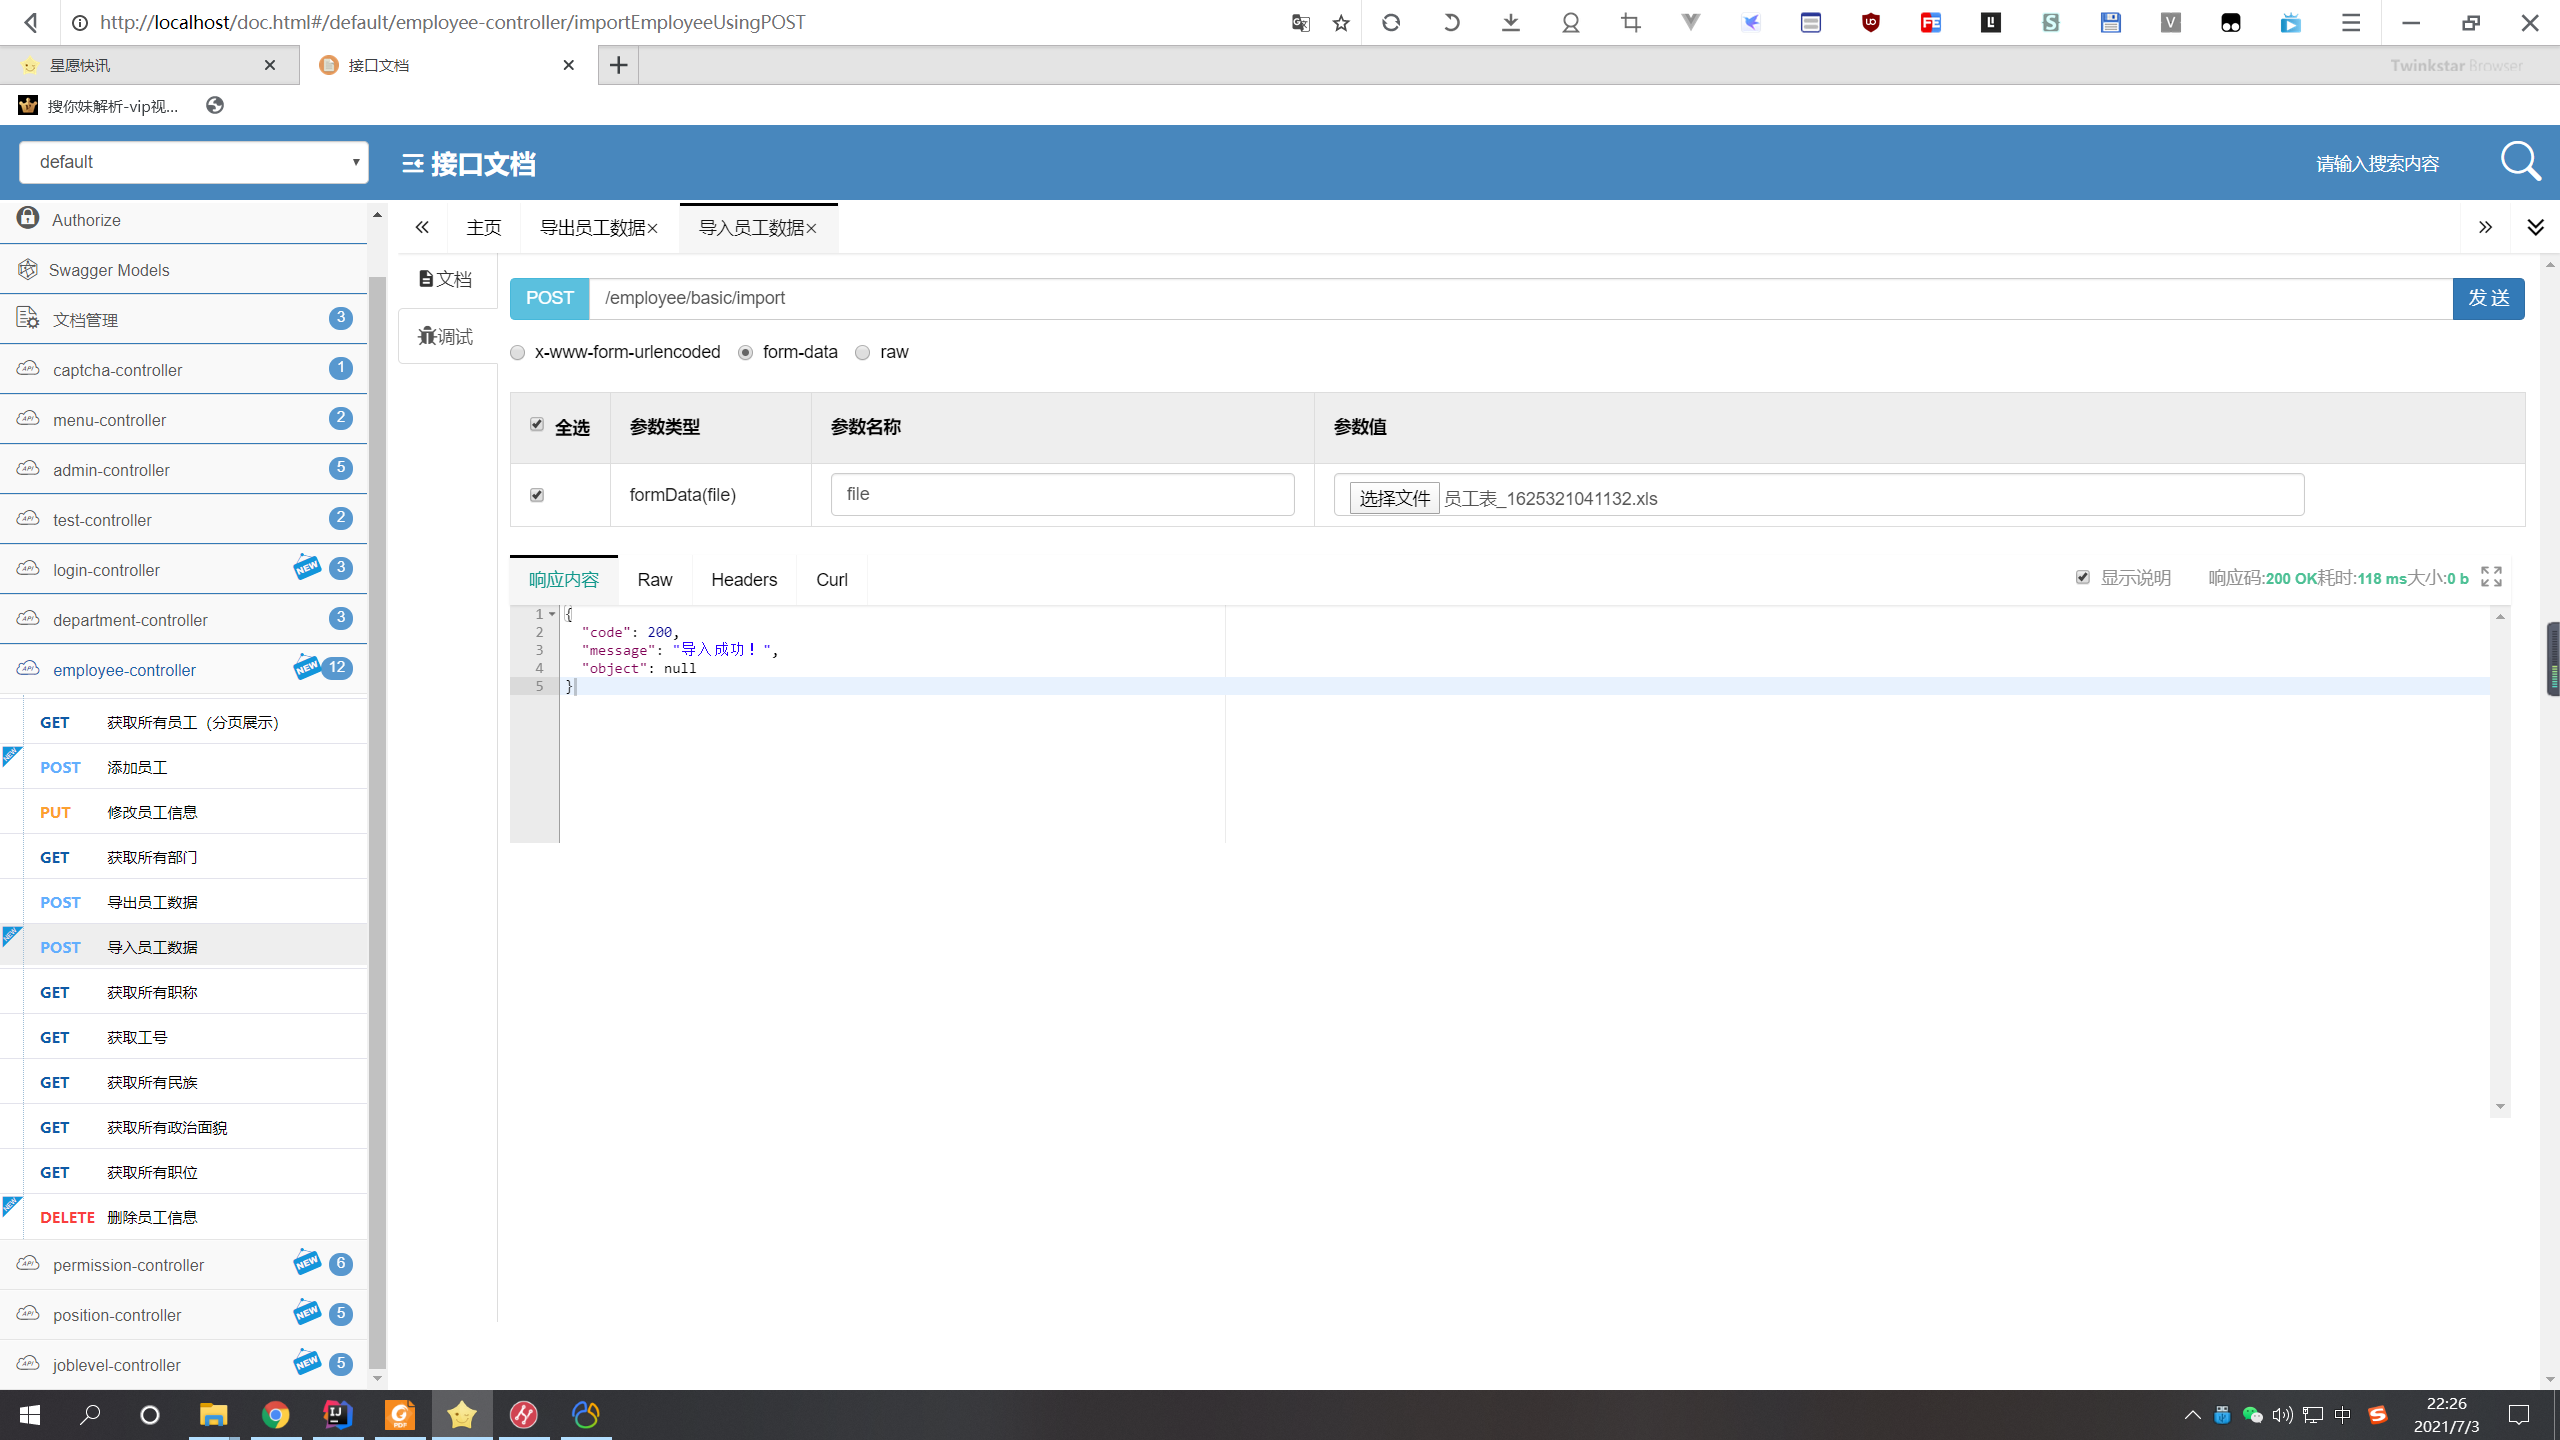 http://localhost/doc.html#/default/employee-controller/importEmployeeUsingPOST
星愿快讯
接口文档
Twinkstar Browser
搜你妹解析-vip视...
default
接口文档
请输入搜索内容
Authorize
Swagger Models
文档管理 3
captcha-controller 1
menu-controller 2
admin-controller 5
test-controller 2
login-controller NEW 3
department-controller 3
employee-controller NEW 12
GET 获取所有员工（分页展示）
NEW POST 添加员工
PUT 修改员工信息
GET 获取所有部门
POST 导出员工数据
NEW POST 导入员工数据
GET 获取所有职称
GET 获取工号
GET 获取所有民族
GET 获取所有政治面貌
GET 获取所有职位
NEW DELETE 删除员工信息
permission-controller NEW 6
position-controller NEW 5
joblevel-controller NEW 5
主页 导出员工数据× 导入员工数据×
文档
调试
POST /employee/basic/import 发 送
x-www-form-urlencoded form-data raw
全选 参数类型 参数名称 参数值
formData(file) file 选择文件 员工表_1625321041132.xls
响应内容 Raw Headers Curl 显示说明 响应码:200 OK耗时:118 ms大小:0 b
1 {
2 "code": 200,
3 "message": "导入成功！",
4 "object": null
5 }
中
22:26
2021/7/3